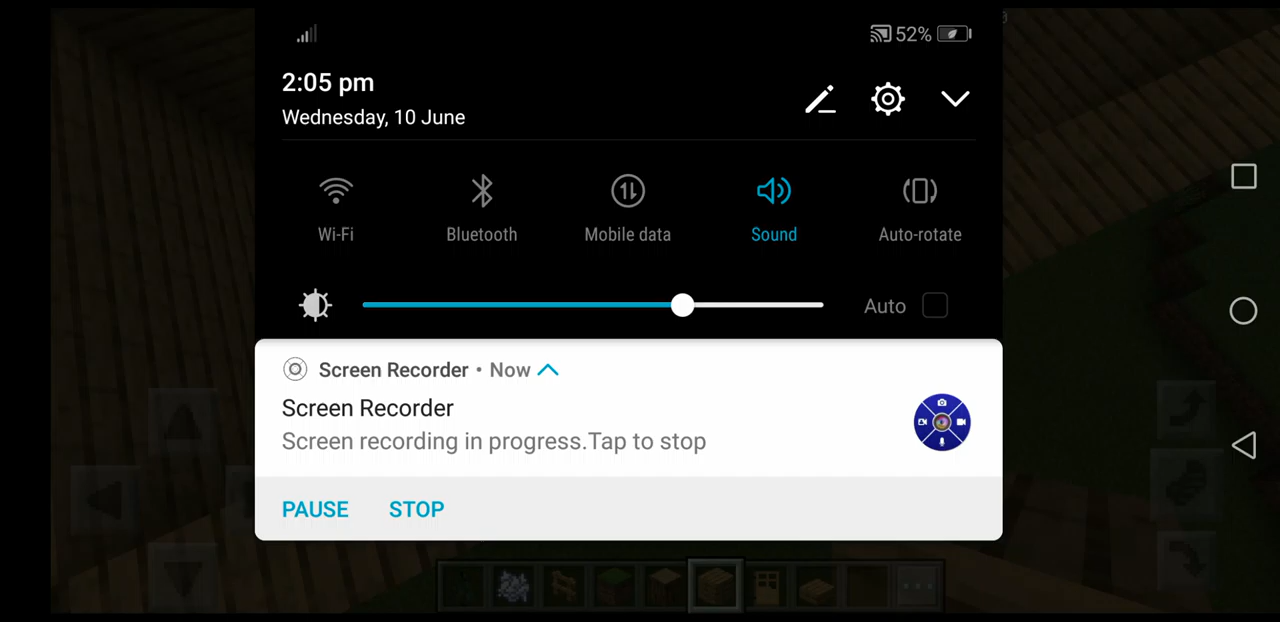 52%
2:05 pm
Wednesday, 10 June
Wi-Fi
Bluetooth
Mobile data
Sound
Auto-rotate
Auto
Screen Recorder • Now
Screen Recorder
Screen recording in progress.Tap to stop
PAUSE
STOP